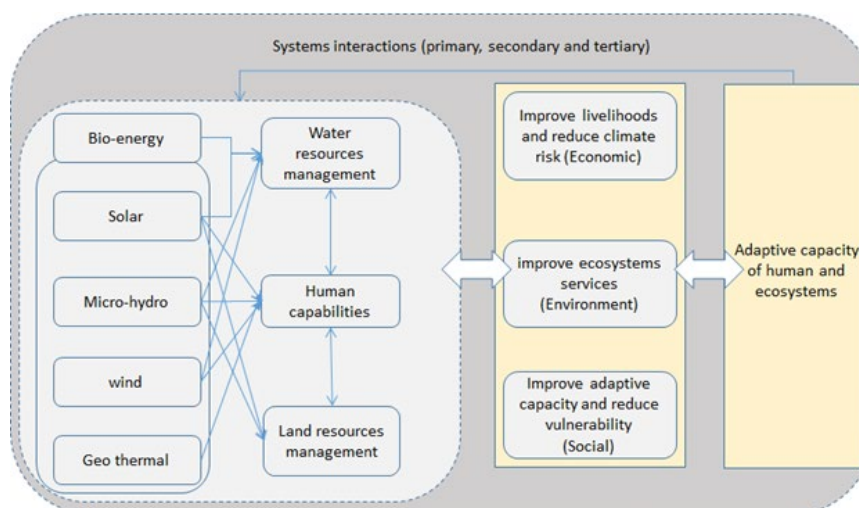 Systems interactions (primary, secondary and tertiary)
Bio-energy
Solar
Micro-hydro
wind
Geo thermal
Water
resources
management
Human
capabilities
Land resources
management
Improve livelihoods
and reduce climate
risk (Economic)
improve ecosystems
services
(Environment)
Improve adaptive
capacity and reduce
vulnerability
(Social)
Adaptive capacity
of human and
ecosystems